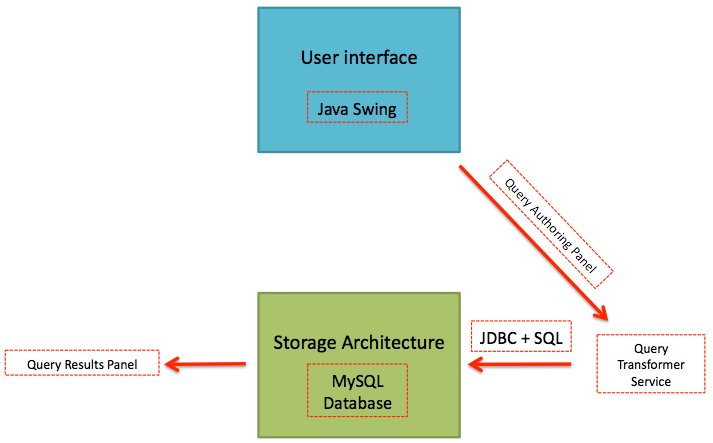 User interface
Java Swing
Query Authoring Panel
Storage Architecture
MySQL
Database
JDBC + SQL
Query
Transformer
Service
Query Results Panel